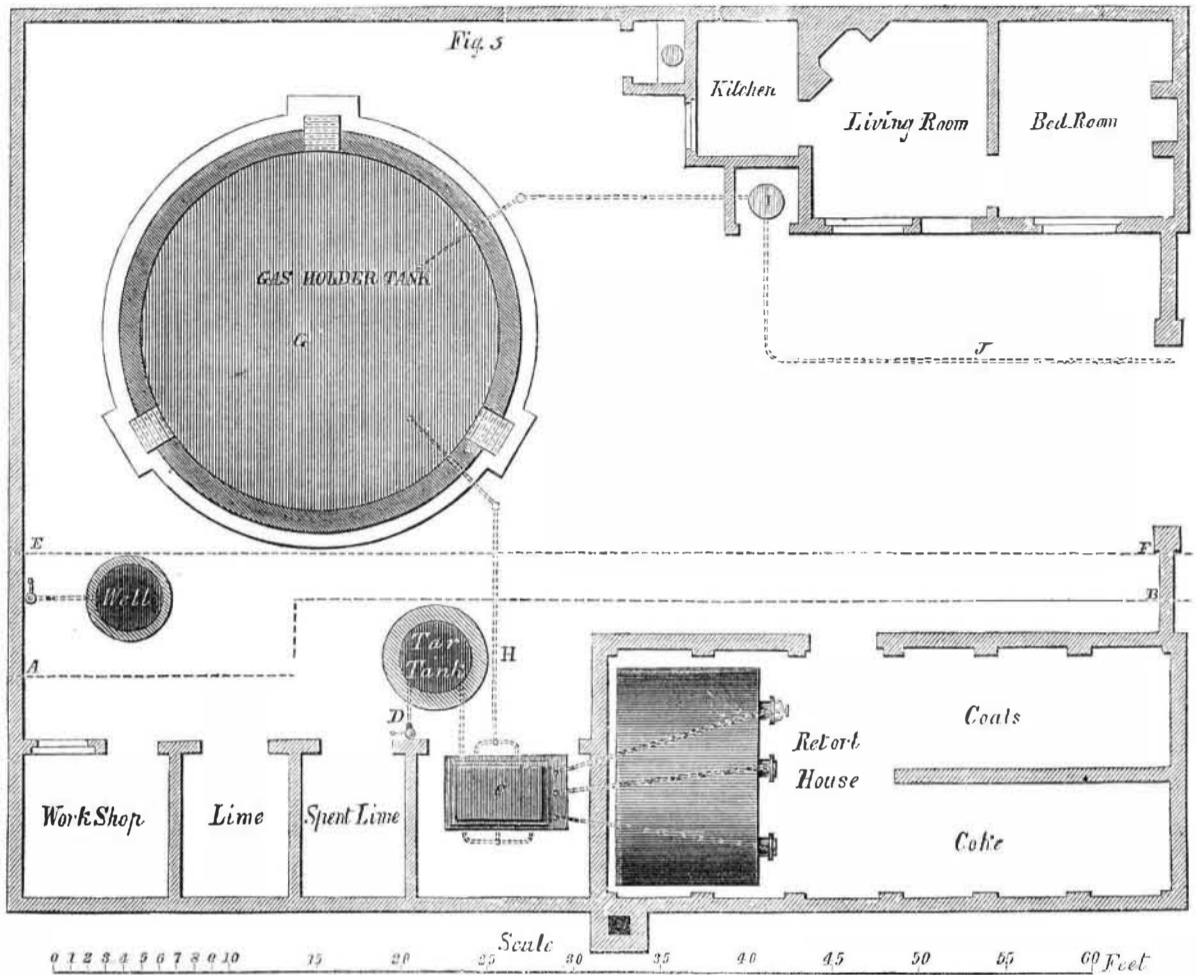 Fig. 5
Kitchen
Living Room
Bed Room
I
GAS HOLDER TANK
G
J
E
F
Well
B
Tar
Tank
H
A
D
Coals
Retort
House
C
Work Shop
Lime
Spent Lime
Coke
Scale
0 1 2 3 4 5 6 7 8 9 10 15 20 25 30 35 40 45 50 55 60 Feet